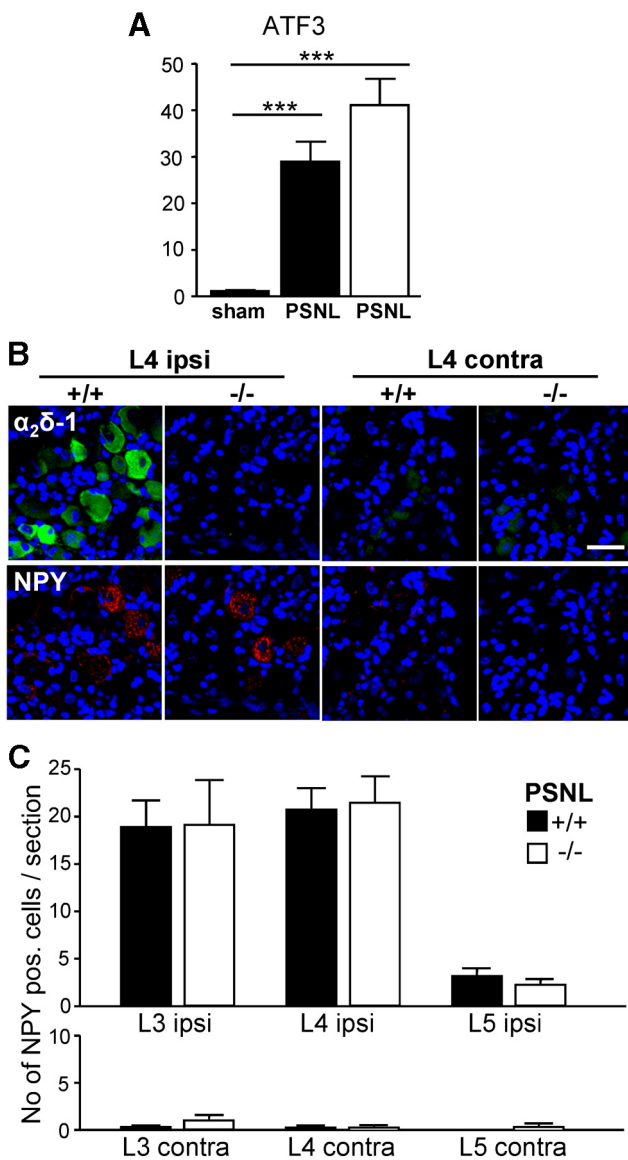 A
ATF3
***
***
50
40
30
20
10
0
sham PSNL PSNL
B
L4 ipsi L4 contra
+/+ -/- +/+ -/-
α₂δ-1
NPY
C
No of NPY pos. cells / section
25
20
15
10
5
0
PSNL
+/+
-/-
L3 ipsi L4 ipsi L5 ipsi
10
5
0
L3 contra L4 contra L5 contra